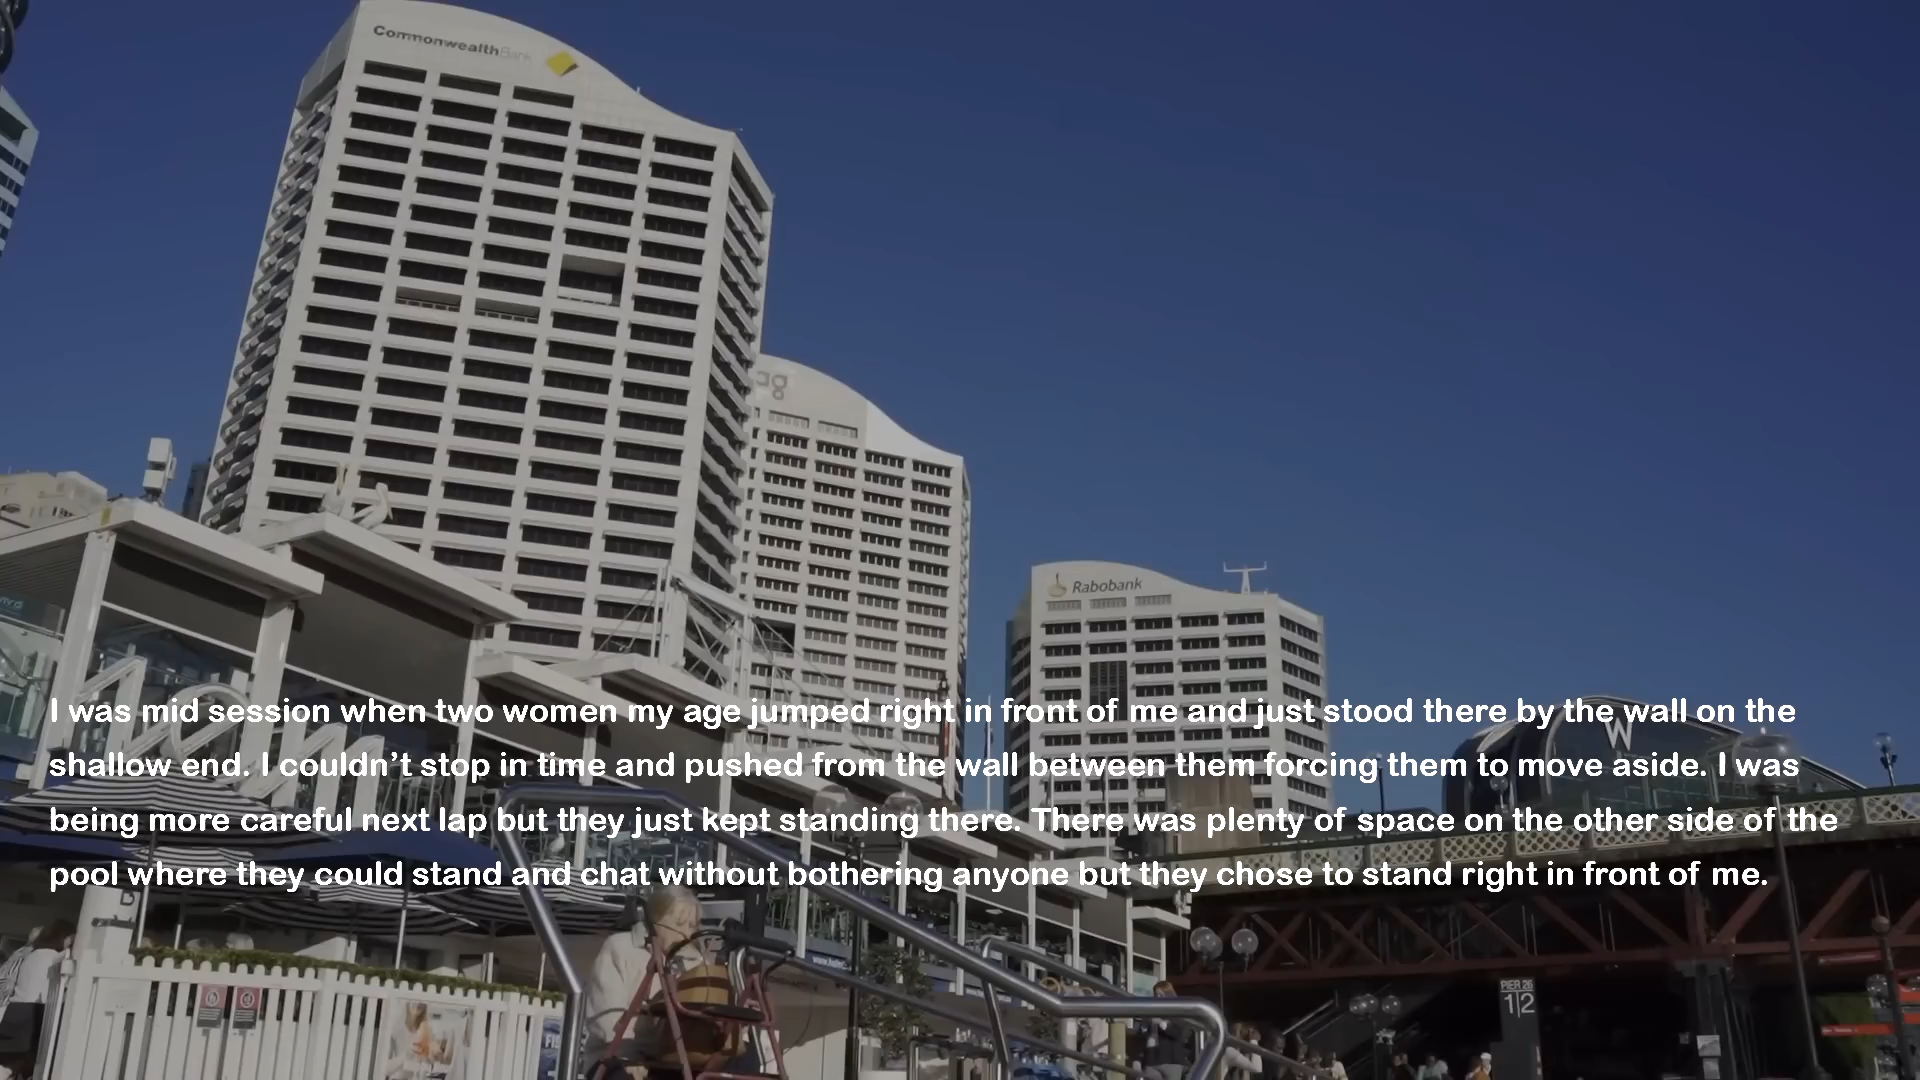 CommonwealthBank
ag
Rabobank
W
I was mid session when two women my age jumped right in front of me and just stood there by the wall on the
shallow end. I couldn’t stop in time and pushed from the wall between them forcing them to move aside. I was
being more careful next lap but they just kept standing there. There was plenty of space on the other side of the
pool where they could stand and chat without bothering anyone but they chose to stand right in front of me.
PIER 26
1|2